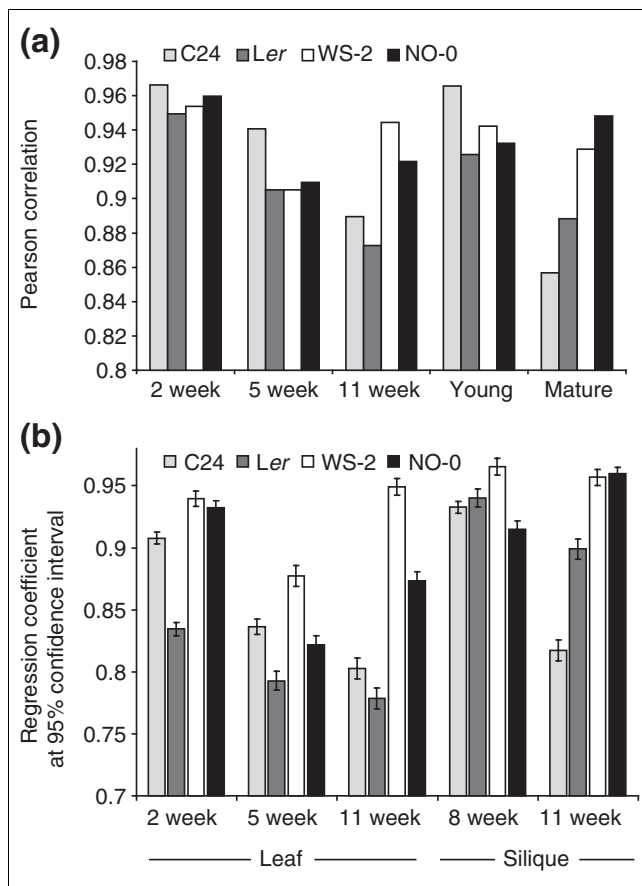 (a)
C24 Ler WS-2 NO-0
Pearson correlation
0.98
0.96
0.94
0.92
0.9
0.88
0.86
0.84
0.82
0.8
2 week 5 week 11 week Young Mature
(b)
C24 Ler WS-2 NO-0
Regression coefficient
at 95% confidence interval
0.95
0.9
0.85
0.8
0.75
0.7
2 week 5 week 11 week 8 week 11 week
Leaf Silique